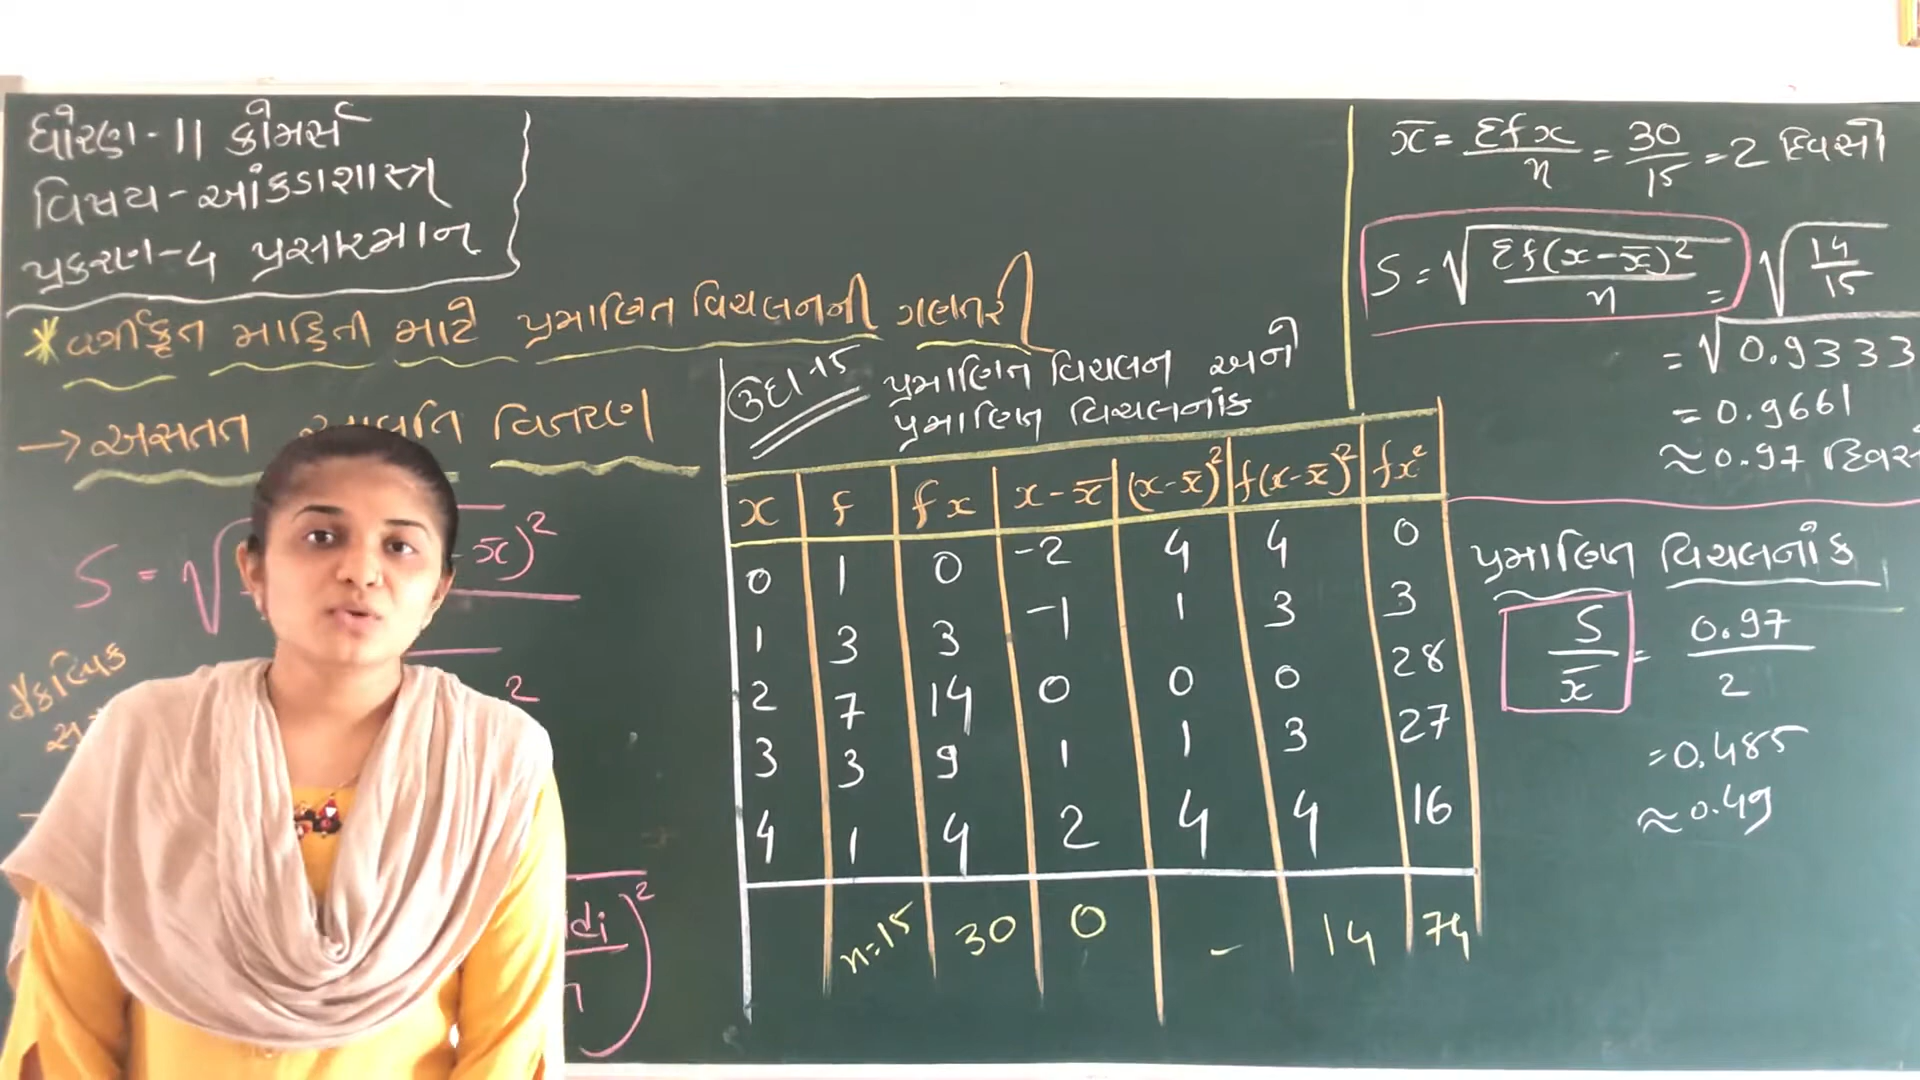 ધોરણ-11 કોમર્સ
વિષય-આંકડાશાસ્ત્ર
પ્રકરણ-4 પ્રસારમાન
* વર્ગીકૃત માહિતી માટે પ્રમાણિત વિચલનની ગણતરી
→ અસતત વિતરણ
S = √ x̄)²
²
di )²
ઉદા 15 પ્રમાણિત વિચલન અને
પ્રમાણિત વિચલનાંક
x f fx x-x̄ (x-x̄)² f(x-x̄)² fx²
0 1 0 -2 4 4 0
1 3 3 -1 1 3 3
2 7 14 0 0 0 28
3 3 9 1 1 3 27
4 1 4 2 4 4 16
n=15 30 0 - 14 74
x̄ = Σfx/n = 30/15 = 2 દિવસો
S = √(Σf(x-x̄)²/n) = √(14/15)
= √0.9333
= 0.9661
≈ 0.97
પ્રમાણિત વિચલનાંક
S/x̄ = 0.97/2
= 0.485
≈ 0.49